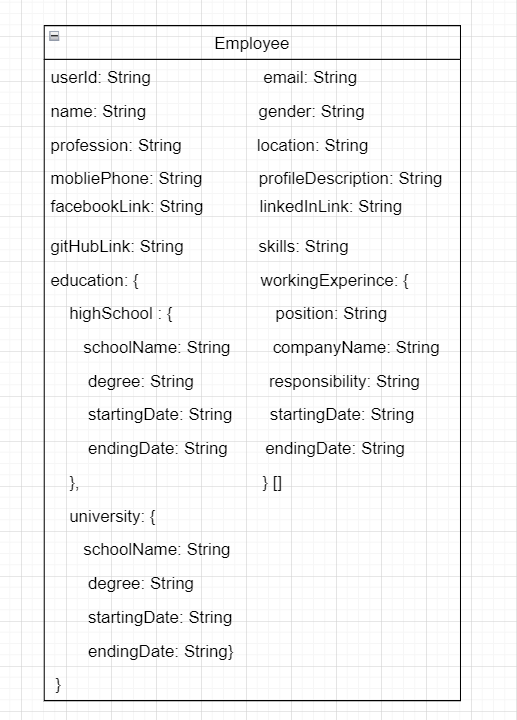 Employee
userId: String email: String
name: String gender: String
profession: String location: String
mobliePhone: String profileDescription: String
facebookLink: String linkedInLink: String
gitHubLink: String skills: String
education: { workingExperince: {
highSchool : { position: String
schoolName: String companyName: String
degree: String responsibility: String
startingDate: String startingDate: String
endingDate: String endingDate: String
}, } []
university: {
schoolName: String
degree: String
startingDate: String
endingDate: String}
}